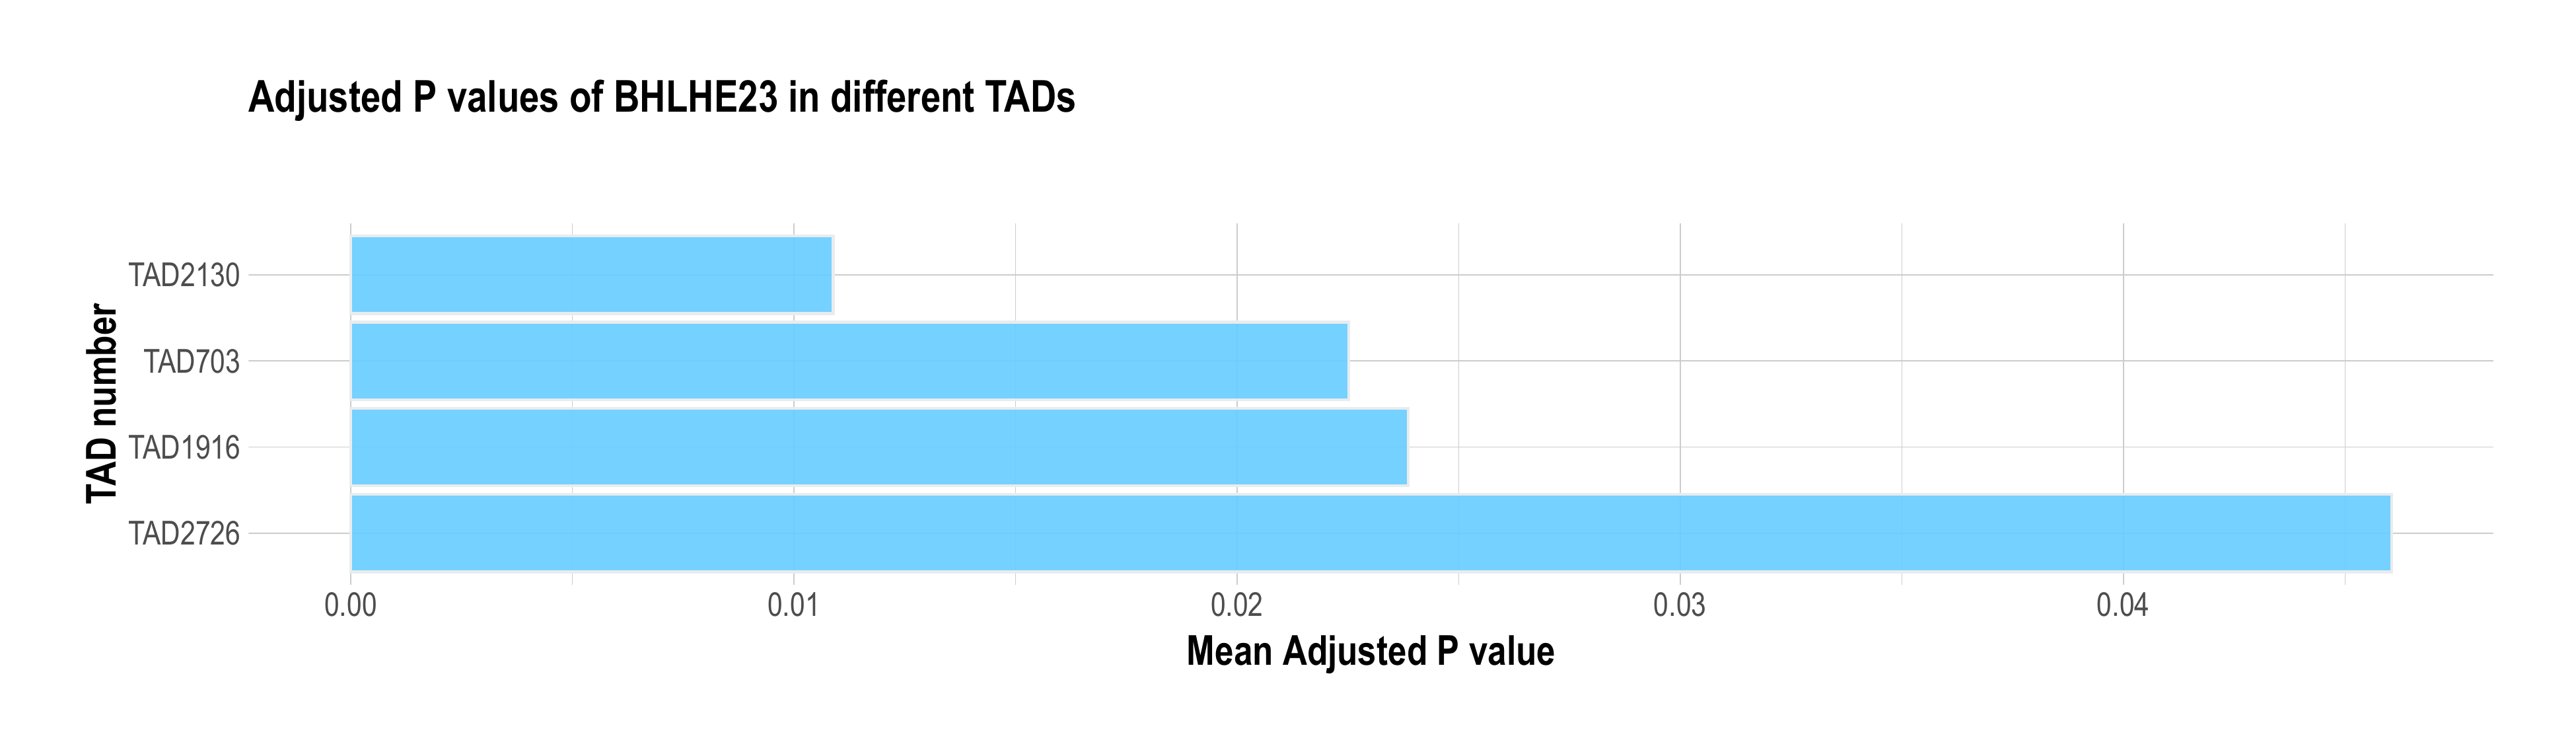 Adjusted P values of BHLHE23 in different TADs
TAD number
TAD2130
TAD703
TAD1916
TAD2726
0.00 0.01 0.02 0.03 0.04
Mean Adjusted P value